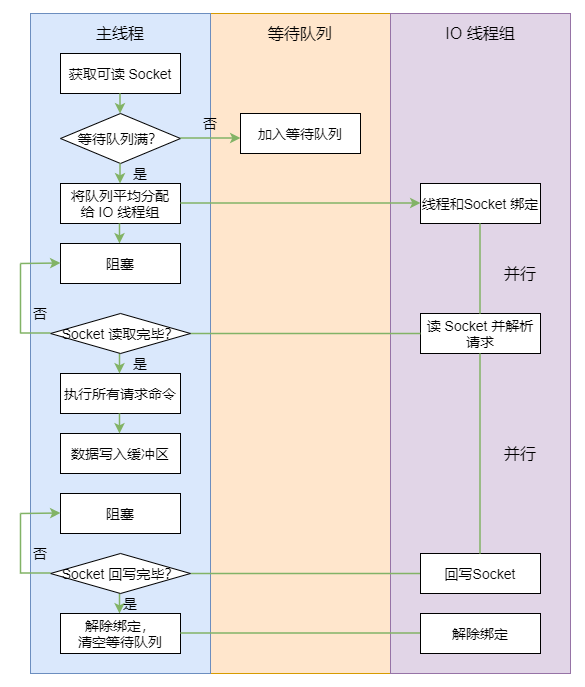 主线程
等待队列
IO 线程组
获取可读 Socket
等待队列满?
否
加入等待队列
是
将队列平均分配
给 IO 线程组
线程和Socket 绑定
阻塞
并行
否
Socket 读取完毕?
读 Socket 并解析
请求
是
执行所有请求命令
数据写入缓冲区
并行
阻塞
否
Socket 回写完毕?
回写Socket
是
解除绑定，
清空等待队列
解除绑定